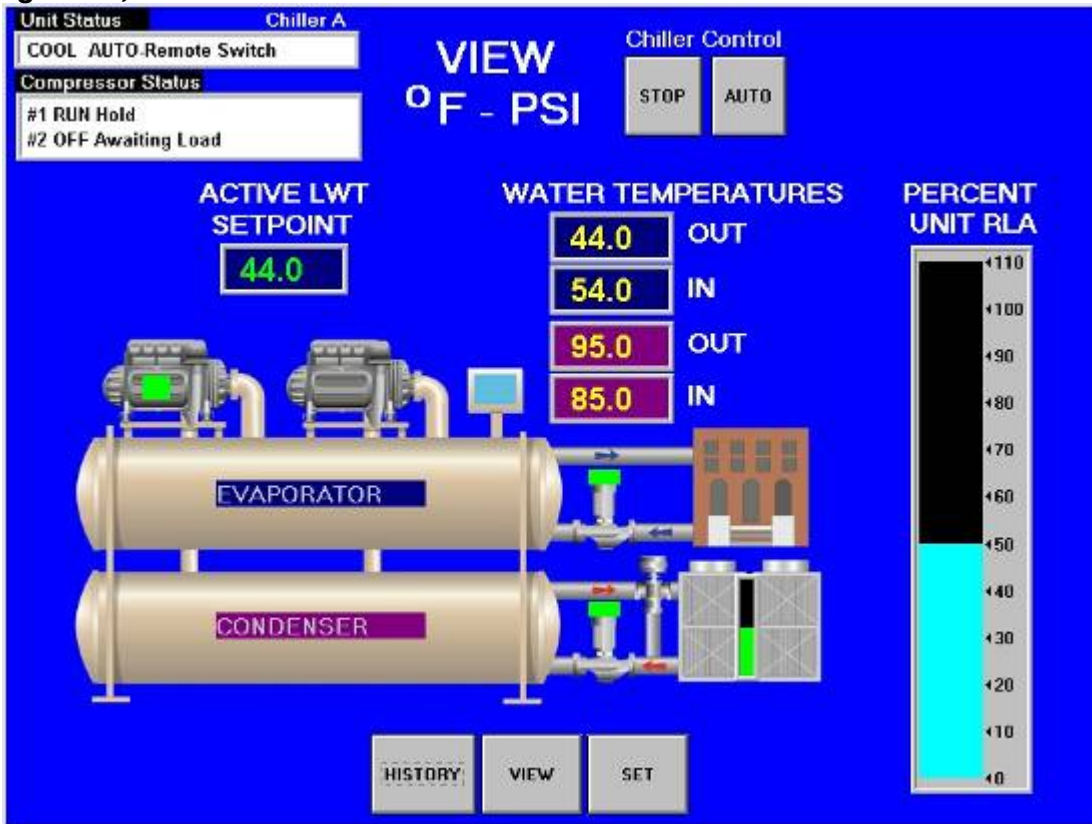 Unit Status Chiller A
COOL AUTO-Remote Switch
Compressor Status
#1 RUN Hold
#2 OFF Awaiting Load
VIEW
ºF - PSI
Chiller Control
STOP AUTO
ACTIVE LWT
SETPOINT
44.0
WATER TEMPERATURES
44.0 OUT
54.0 IN
95.0 OUT
85.0 IN
PERCENT
UNIT RLA
110
100
90
80
70
60
50
40
30
20
10
0
EVAPORATOR
CONDENSER
HISTORY VIEW SET